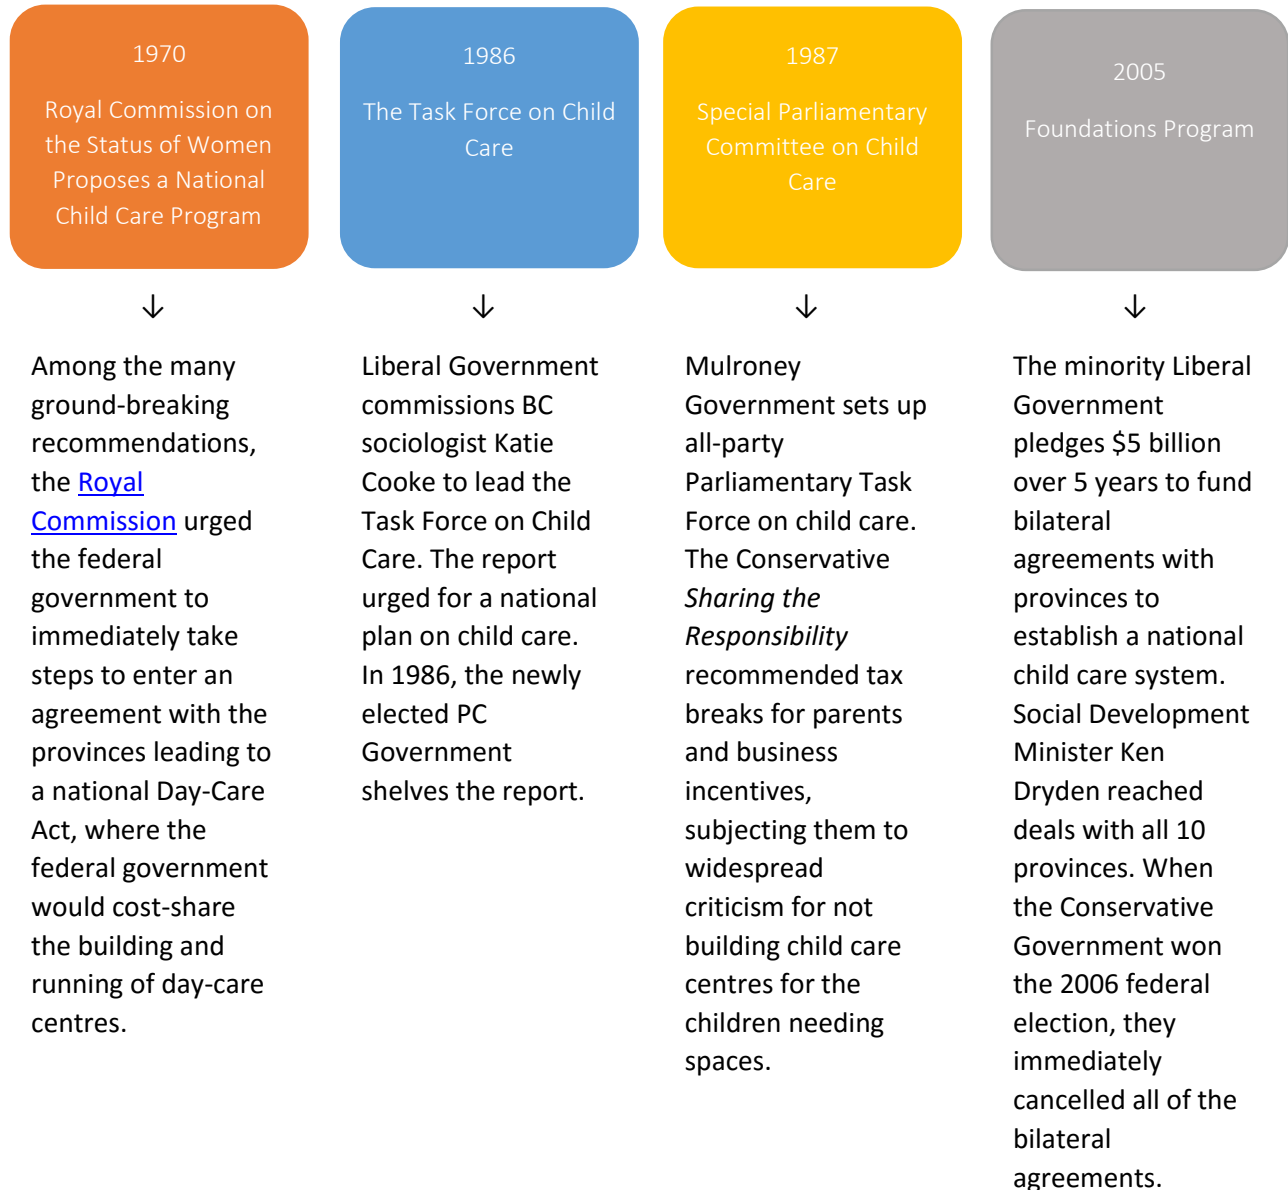 1970
Royal Commission on
the Status of Women
Proposes a National
Child Care Program
↓
Among the many
ground-breaking
recommendations,
the Royal
Commission urged
the federal
government to
immediately take
steps to enter an
agreement with the
provinces leading to
a national Day-Care
Act, where the
federal government
would cost-share
the building and
running of day-care
centres.
1986
The Task Force on Child
Care
↓
Liberal Government
commissions BC
sociologist Katie
Cooke to lead the
Task Force on Child
Care. The report
urged for a national
plan on child care.
In 1986, the newly
elected PC
Government
shelves the report.
1987
Special Parliamentary
Committee on Child
Care
↓
Mulroney
Government sets up
all-party
Parliamentary Task
Force on child care.
The Conservative
Sharing the
Responsibility
recommended tax
breaks for parents
and business
incentives,
subjecting them to
widespread
criticism for not
building child care
centres for the
children needing
spaces.
2005
Foundations Program
↓
The minority Liberal
Government
pledges $5 billion
over 5 years to fund
bilateral
agreements with
provinces to
establish a national
child care system.
Social Development
Minister Ken
Dryden reached
deals with all 10
provinces. When
the Conservative
Government won
the 2006 federal
election, they
immediately
cancelled all of the
bilateral
agreements.